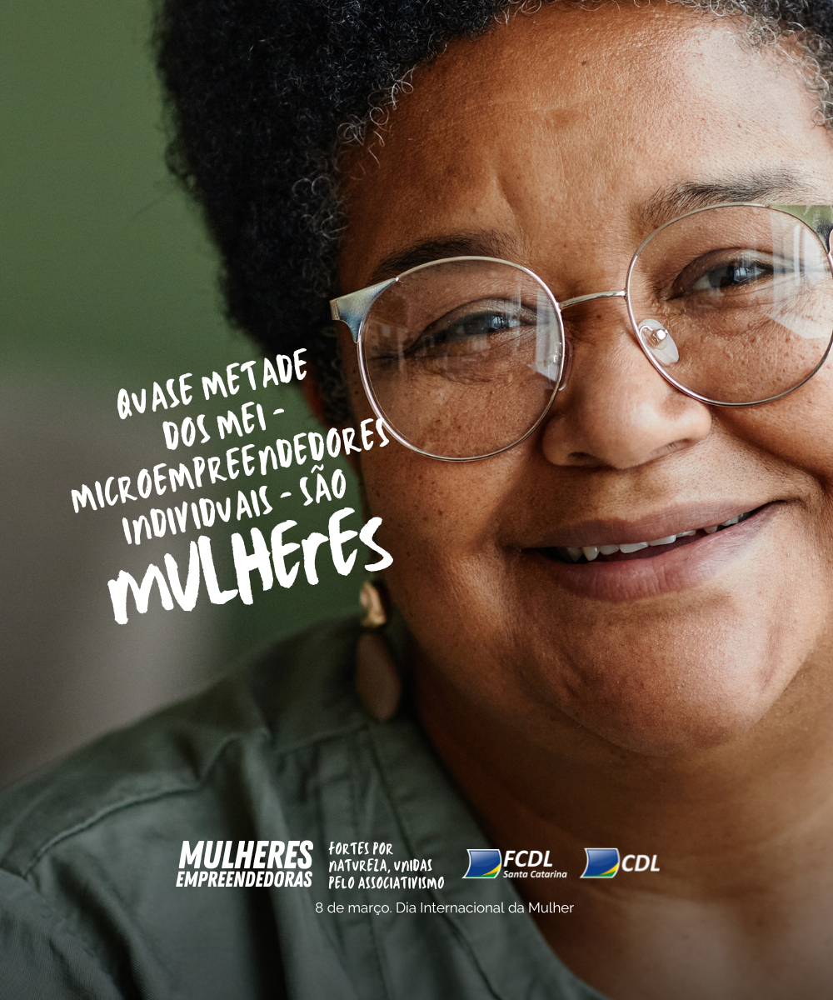 QUASE METADE
DOS MEI -
MICROEMPREENDEDORES
INDIVIDUAIS - SÃO
MULHERES
MULHERES
EMPREENDEDORAS
FORTES POR
NATUREZA, UNIDAS
PELO ASSOCIATIVISMO
FCDL
Santa Catarina
CDL
8 de março. Dia Internacional da Mulher